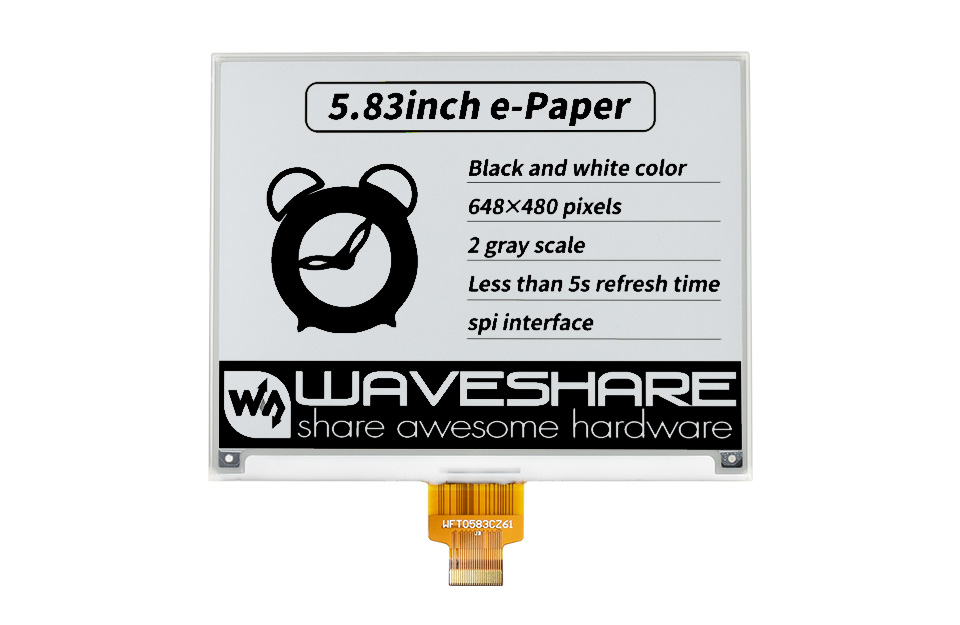 5.83inch e-Paper
Black and white color
648×480 pixels
2 gray scale
Less than 5s refresh time
spi interface
WAVESHARE
share awesome hardware
WFT0583CZ61